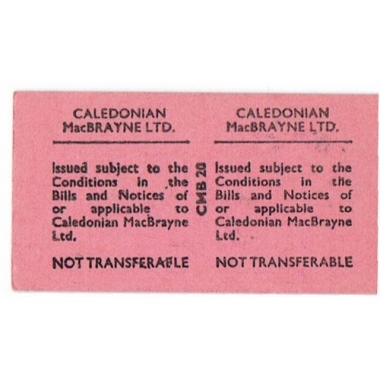 CALEDONIAN
MacBRAYNE LTD.
Issued subject to the
Conditions in the
Bills and Notices of
or applicable to
Caledonian MacBrayne
Ltd.
NOT TRANSFERABLE
CMB 20
CALEDONIAN
MacBRAYNE LTD.
Issued subject to the
Conditions in the
Bills and Notices of
or applicable to
Caledonian MacBrayne
Ltd.
NOT TRANSFERABLE